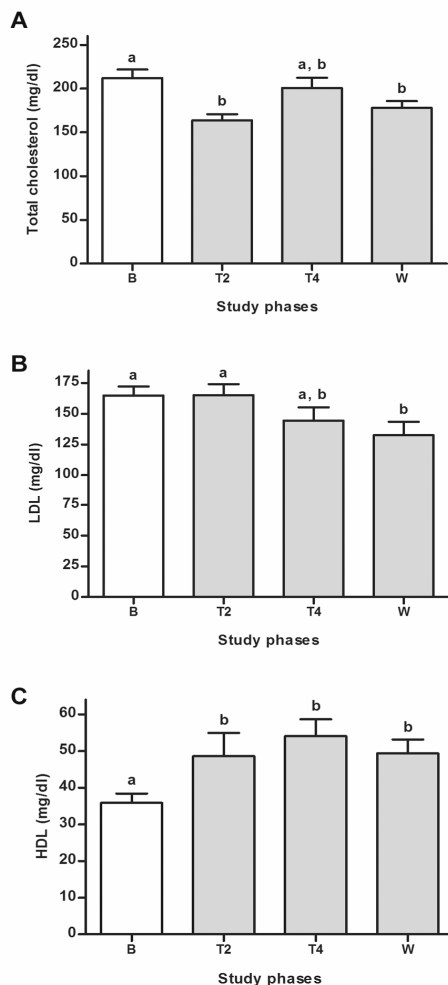 A
Total cholesterol (mg/dl)
250
200
150
100
50
0
a
b
a, b
b
B T2 T4 W
Study phases
B
LDL (mg/dl)
175
150
125
100
75
50
25
0
a
a
a, b
b
B T2 T4 W
Study phases
C
HDL (mg/dl)
60
50
40
30
20
10
0
a
b
b
b
B T2 T4 W
Study phases